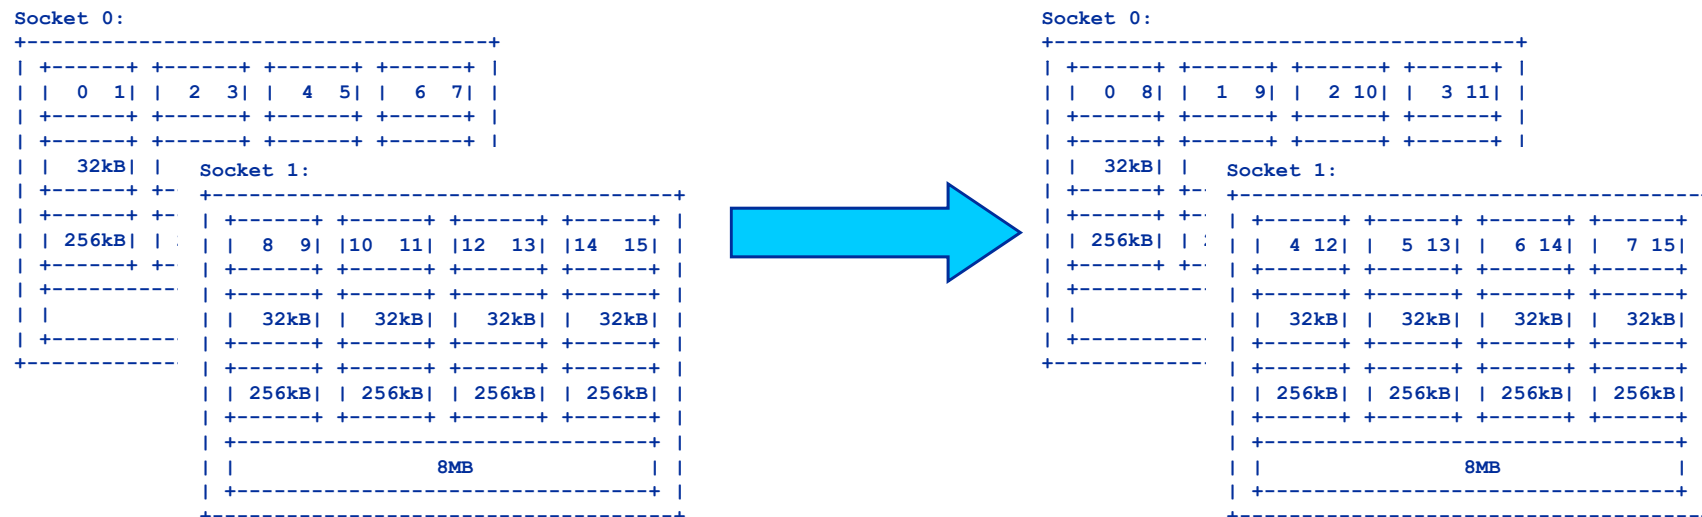 Socket 0:
+-------------------------------------+
| +------+ +------+ +------+ +------+ |
| |  0  1| |  2  3| |  4  5| |  6  7| |
| +------+ +------+ +------+ +------+ |
| +------+ +------+ +------+ +------+ |
| |  32kB| |
| +------+ +-
| +------+ +-
| | 256kB| |
| +------+ +-
| +-----------
| |
| +-----------
+-------------
Socket 1:
+-------------------------------------+
| +------+ +------+ +------+ +------+ |
| |  8  9| |10  11| |12  13| |14  15| |
| +------+ +------+ +------+ +------+ |
| +------+ +------+ +------+ +------+ |
| |  32kB| |  32kB| |  32kB| |  32kB| |
| +------+ +------+ +------+ +------+ |
| +------+ +------+ +------+ +------+ |
| | 256kB| | 256kB| | 256kB| | 256kB| |
| +------+ +------+ +------+ +------+ |
| +---------------------------------+ |
| |                8MB              | |
| +---------------------------------+ |
+-------------------------------------+
Socket 0:
+-------------------------------------+
| +------+ +------+ +------+ +------+ |
| |  0  8| |  1  9| |  2 10| |  3 11| |
| +------+ +------+ +------+ +------+ |
| +------+ +------+ +------+ +------+ |
| |  32kB| |
| +------+ +-
| +------+ +-
| | 256kB| |
| +------+ +-
| +-----------
| |
| +-----------
+-------------
Socket 1:
+-------------------------------------
| +------+ +------+ +------+ +------+
| |  4 12| |  5 13| |  6 14| |  7 15|
| +------+ +------+ +------+ +------+
| +------+ +------+ +------+ +------+
| |  32kB| |  32kB| |  32kB| |  32kB|
| +------+ +------+ +------+ +------+
| +------+ +------+ +------+ +------+
| | 256kB| | 256kB| | 256kB| | 256kB|
| +------+ +------+ +------+ +------+
| +---------------------------------+
| |                8MB              |
| +---------------------------------+
+-------------------------------------